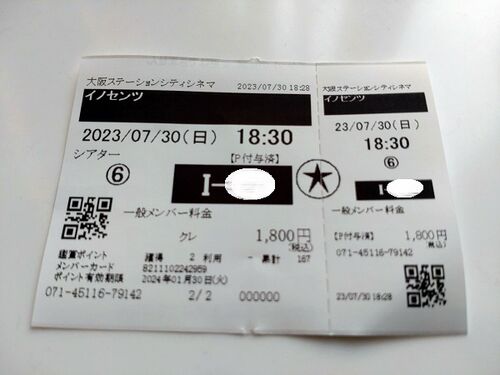 大阪ステーションシティシネマ 2023/07/30 18:28
イノセンツ
2023/07/30(日) 18:30
[P付与済]
シアター
⑥
I-
一般メンバー料金
クレ 1,800円
(税込)
鑑賞ポイント 獲得 2 利用 - 累計 167
メンバーカード 8211102242959
ポイント有効期限 2024年01月30日(火)
071-45116-79142 2/2 000000
大阪ステーションシティシネマ
イノセンツ
23/07/30(日)
18:30
⑥
I-
一般メンバー料金
[P付与済] 1,800円
(税込)
071-45116-79142
23/07/30 18:28